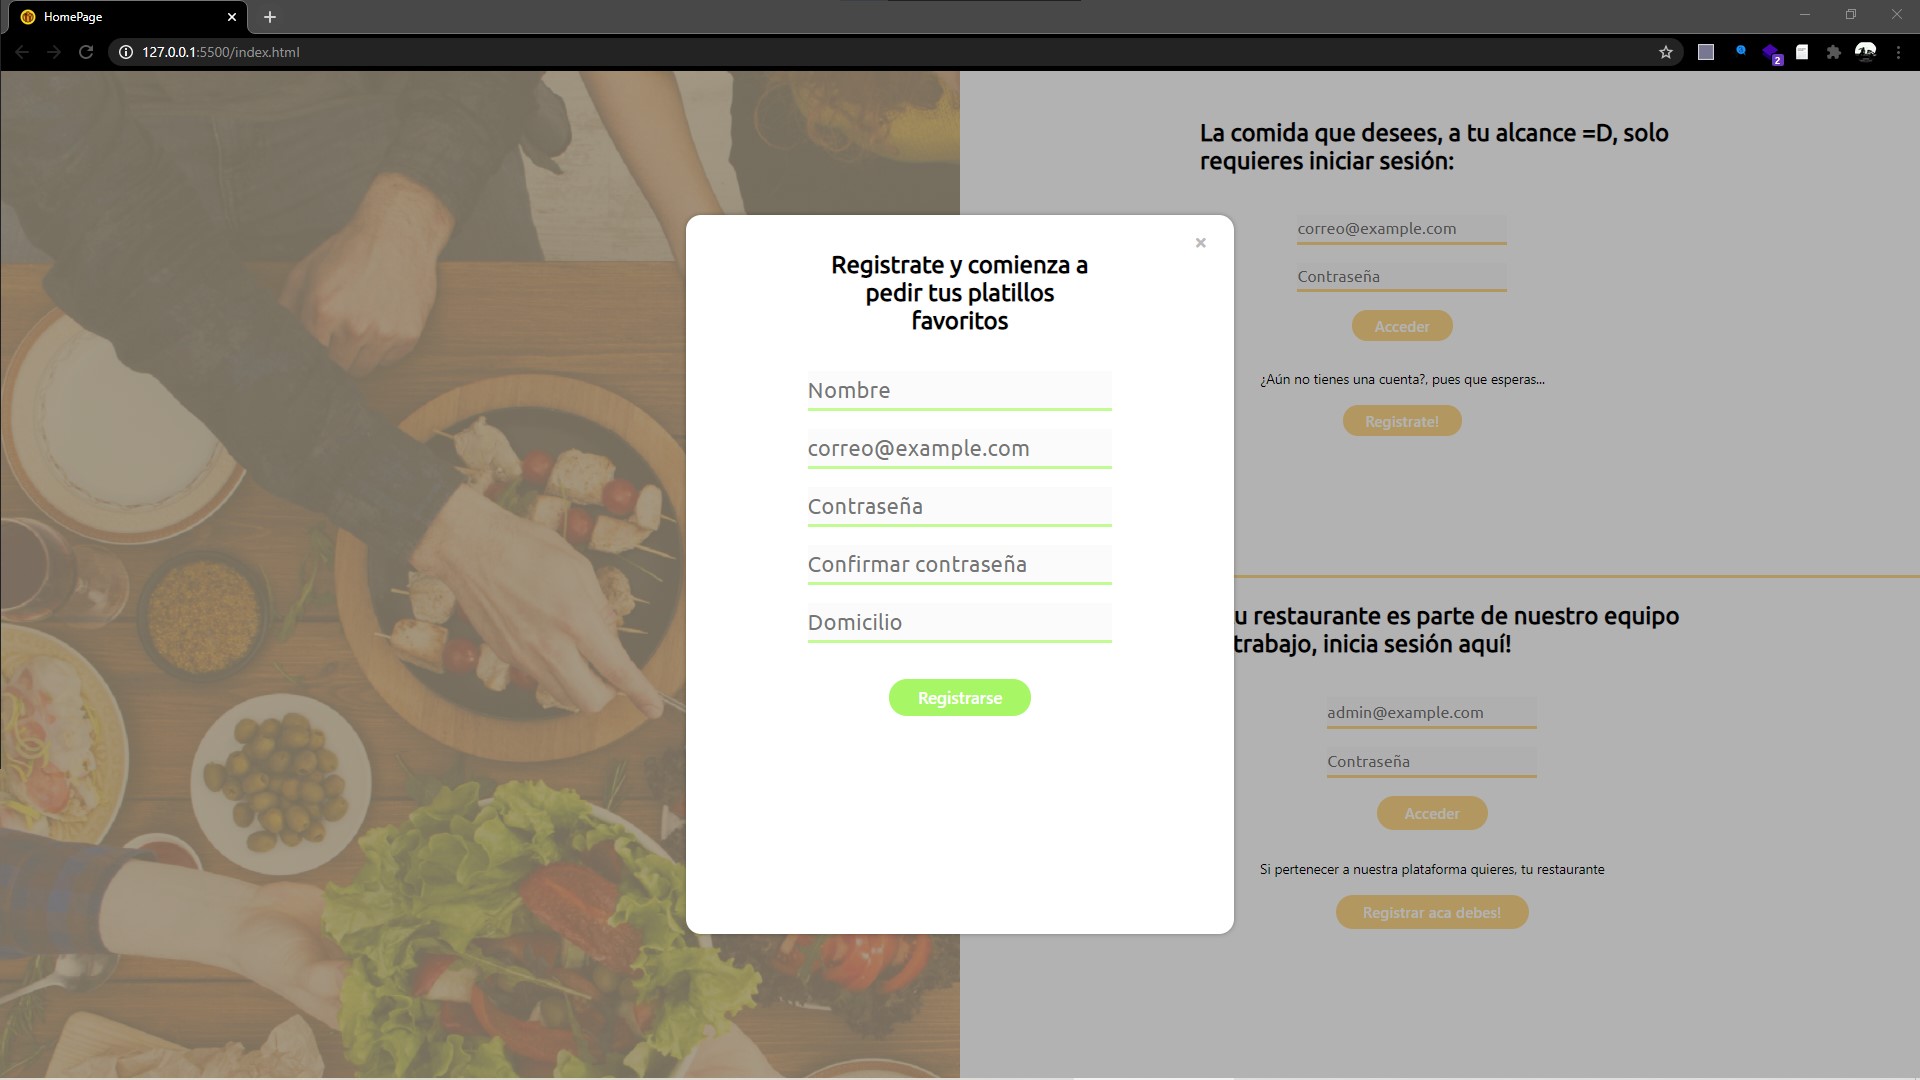 HomePage
127.0.0.1:5500/index.html
2
La comida que desees, a tu alcance =D, solo
requieres iniciar sesión:
correo@example.com
Contraseña
Acceder
¿Aún no tienes una cuenta?, pues que esperas...
Registrate!
Registrate y comienza a
pedir tus platillos
favoritos
Nombre
correo@example.com
Contraseña
Confirmar contraseña
Domicilio
Registrarse
u restaurante es parte de nuestro equipo
trabajo, inicia sesión aquí!
admin@example.com
Contraseña
Acceder
Si pertenecer a nuestra plataforma quieres, tu restaurante
Registrar aca debes!